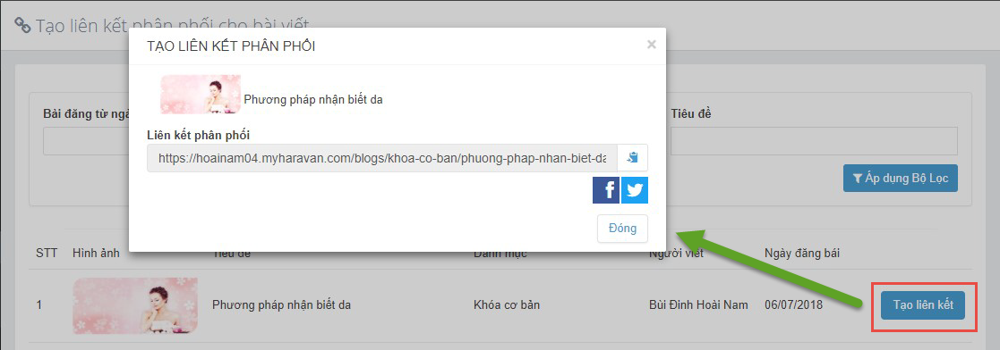 Tạo liên kết phân phối cho bài viết
TẠO LIÊN KẾT PHÂN PHỐI
×
Phương pháp nhận biết da
Liên kết phân phối
https://hoainam04.myharavan.com/blogs/khoa-co-ban/phuong-phap-nhan-biet-da
Đóng
Bài đăng từ ngà
Tiêu đề
Áp dụng Bộ Lọc
STT Hình ảnh Tiêu đề Danh mục Người viết Ngày đăng bài
1 Phương pháp nhận biết da Khóa cơ bản Bùi Đình Hoài Nam 06/07/2018 Tạo liên kết